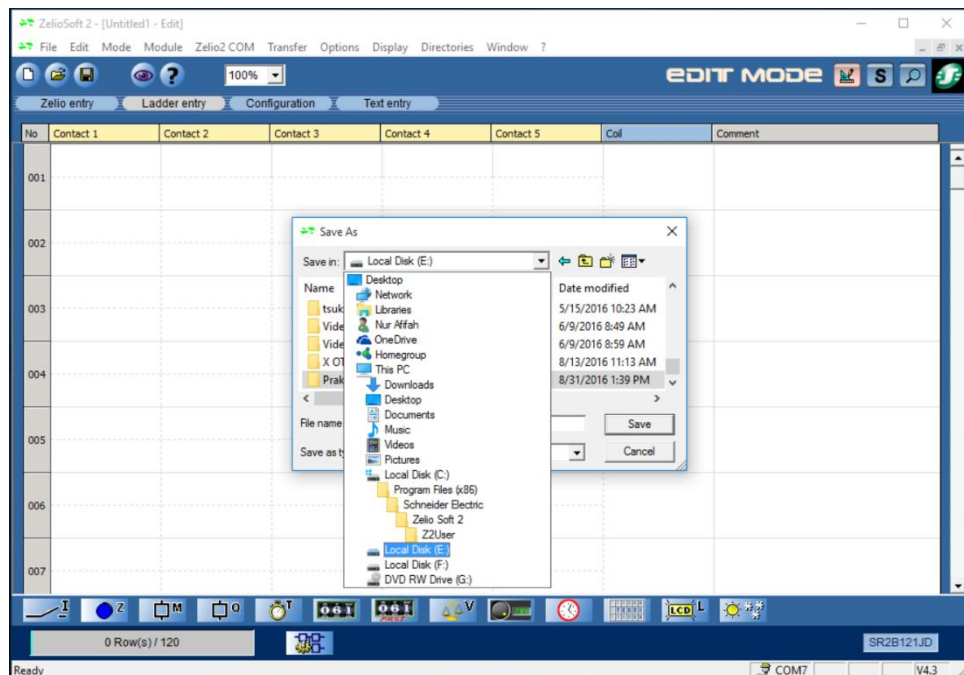 ZelioSoft 2 - [Untitled1 - Edit]
File Edit Mode Module Zelio2 COM Transfer Options Display Directories Window ?
100% EDIT MODE S
Zelio entry Ladder entry Configuration Text entry
No Contact 1 Contact 2 Contact 3 Contact 4 Contact 5 Coil Comment
001
002
003
004
005
006
007
Save As
Save in: Local Disk (E:)
Name Date modified
tsuk 5/15/2016 10:23 AM
Vide 6/9/2016 8:49 AM
Vide 6/9/2016 8:59 AM
X OT 8/13/2016 11:13 AM
Prak 8/31/2016 1:39 PM
File name Save
Save as ty Cancel
Desktop
Network
Libraries
Nur Affah
OneDrive
Homegroup
This PC
Downloads
Desktop
Documents
Music
Videos
Pictures
Local Disk (C:)
Program Files (x86)
Schneider Electric
Zelio Soft 2
Z2User
Local Disk (E:)
Local Disk (F:)
DVD RW Drive (G:)
I Z M Q T V LCD L
0 Row(s) / 120 SR2B121JD
Ready COM7 V4.3